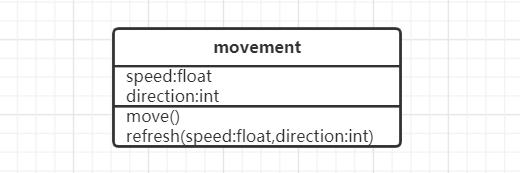 movement
speed:float
direction:int
move()
refresh(speed:float,direction:int)